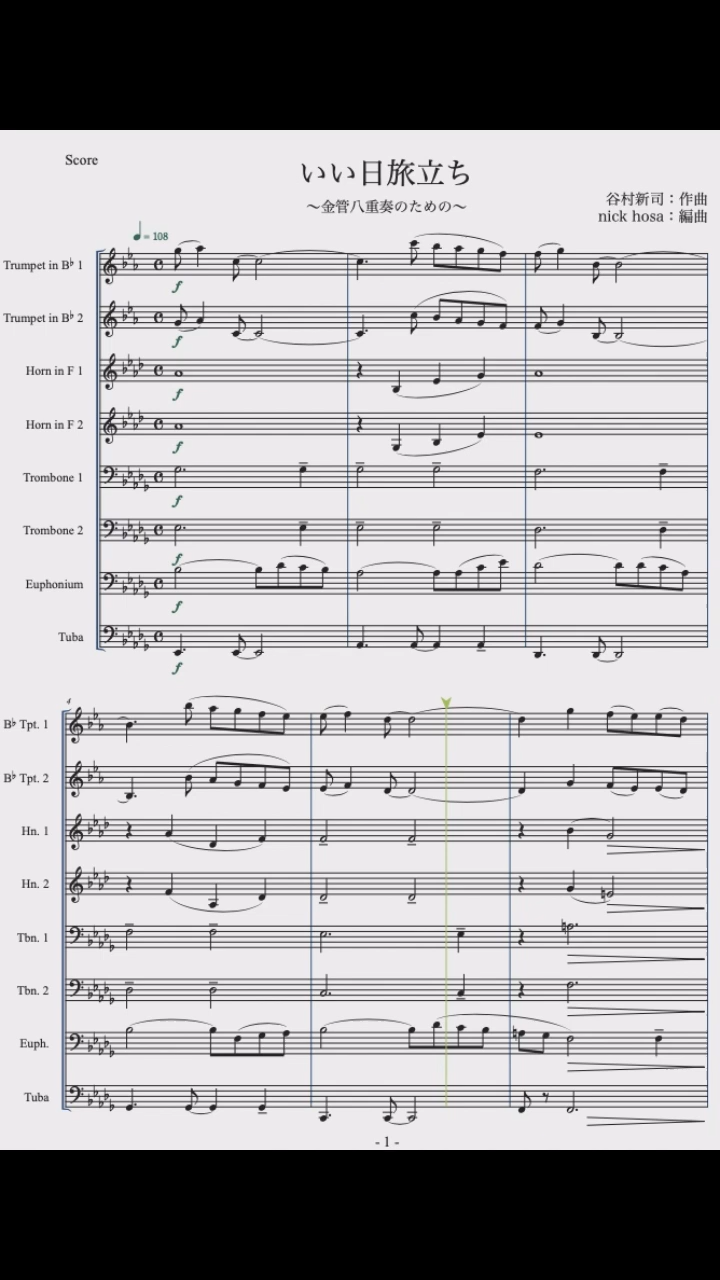 Score
いい日旅立ち
〜金管八重奏のための〜
谷村新司：作曲
nick hosa：編曲
♩= 108
Trumpet in B♭ 1
f
Trumpet in B♭ 2
f
Horn in F 1
f
Horn in F 2
f
Trombone 1
f
Trombone 2
f
Euphonium
f
Tuba
f
4
B♭ Tpt. 1
B♭ Tpt. 2
Hn. 1
Hn. 2
Tbn. 1
Tbn. 2
Euph.
Tuba
- 1 -